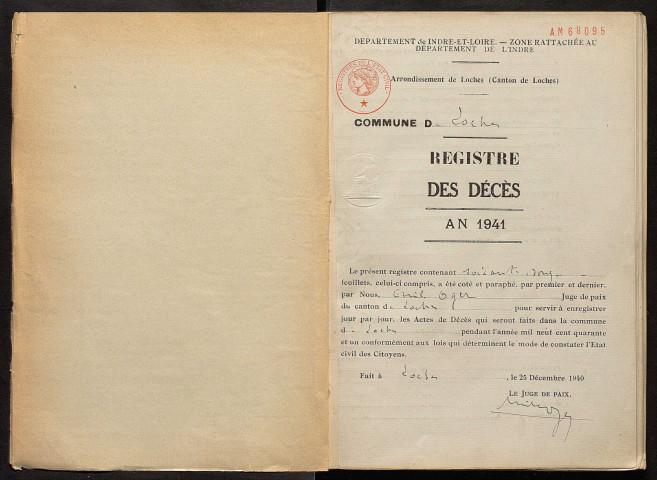 AM68095
DEPARTEMENT de INDRE-ET-LOIRE. — ZONE RATTACHÉE AU
DÉPARTEMENT DE L'INDRE
Arrondissement de Loches (Canton de Loches)
COMMUNE D e Loches
REGISTRE
DES DÉCÈS
AN 1941
Le présent registre contenant soixante
feuillets, celui-ci compris, a été coté et paraphé, par premier et dernier,
par Nous, Emile Oger Juge de paix
du canton de Loches pour servir à enregistrer
jour par jour, les Actes de Décès qui seront faits dans la commune
d e Loches pendant l'année mil neuf cent quarante
et un conformément aux lois qui déterminent le mode de constater l'Etat
civil des Citoyens.
Fait à Loches, le 25 Décembre 1940
LE JUGE DE PAIX,